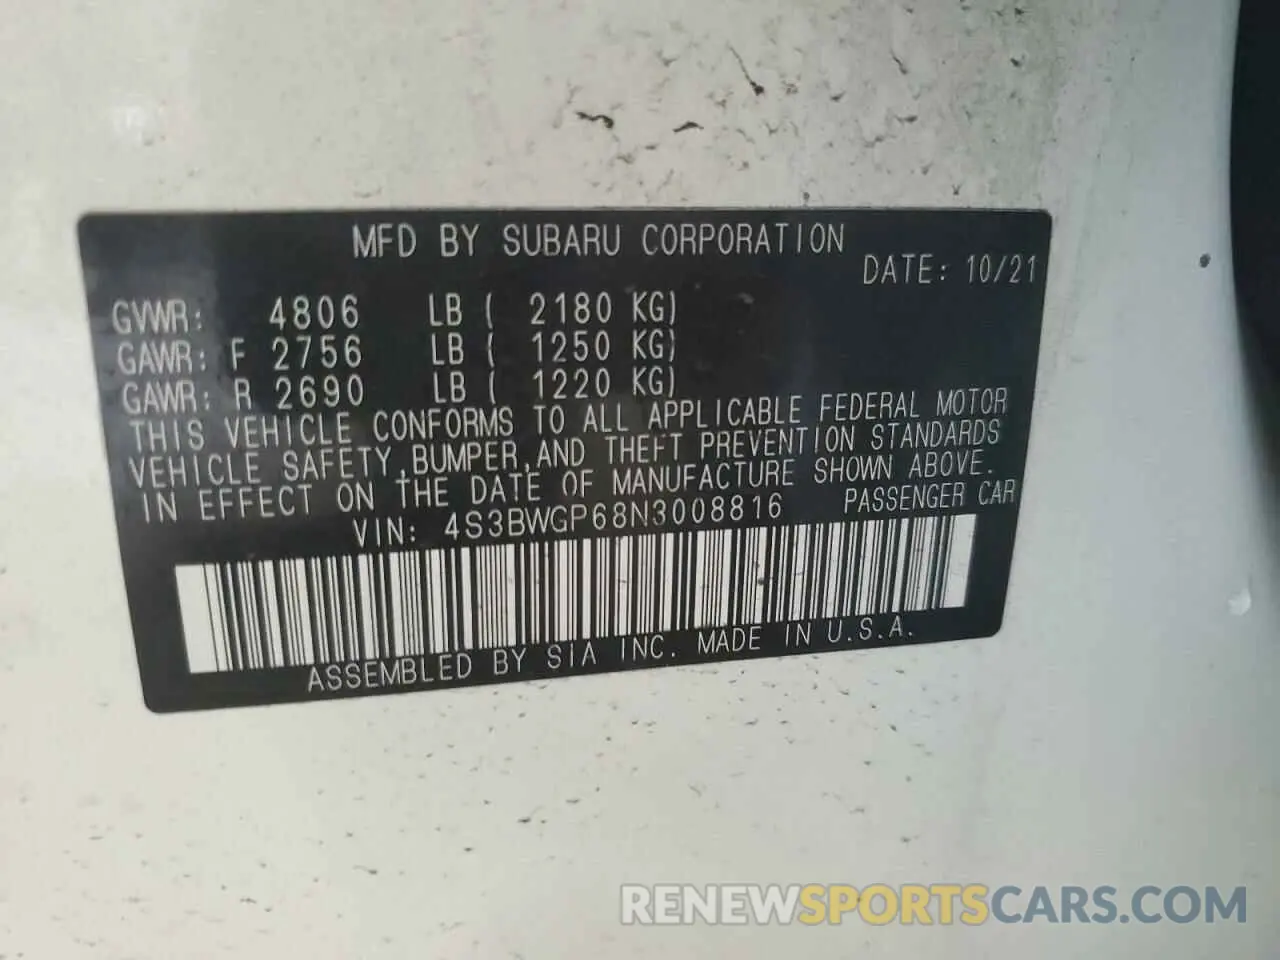 MFD BY SUBARU CORPORATION
DATE: 10/21
GVWR: 4806 LB ( 2180 KG)
GAWR: F 2756 LB ( 1250 KG)
GAWR: R 2690 LB ( 1220 KG)
THIS VEHICLE CONFORMS TO ALL APPLICABLE FEDERAL MOTOR
VEHICLE SAFETY,BUMPER,AND THEFT PREVENTION STANDARDS
IN EFFECT ON THE DATE OF MANUFACTURE SHOWN ABOVE.
VIN: 4S3BWGP68N3008816 PASSENGER CAR
ASSEMBLED BY SIA INC. MADE IN U.S.A.
RENEWSPORTSCARS.COM